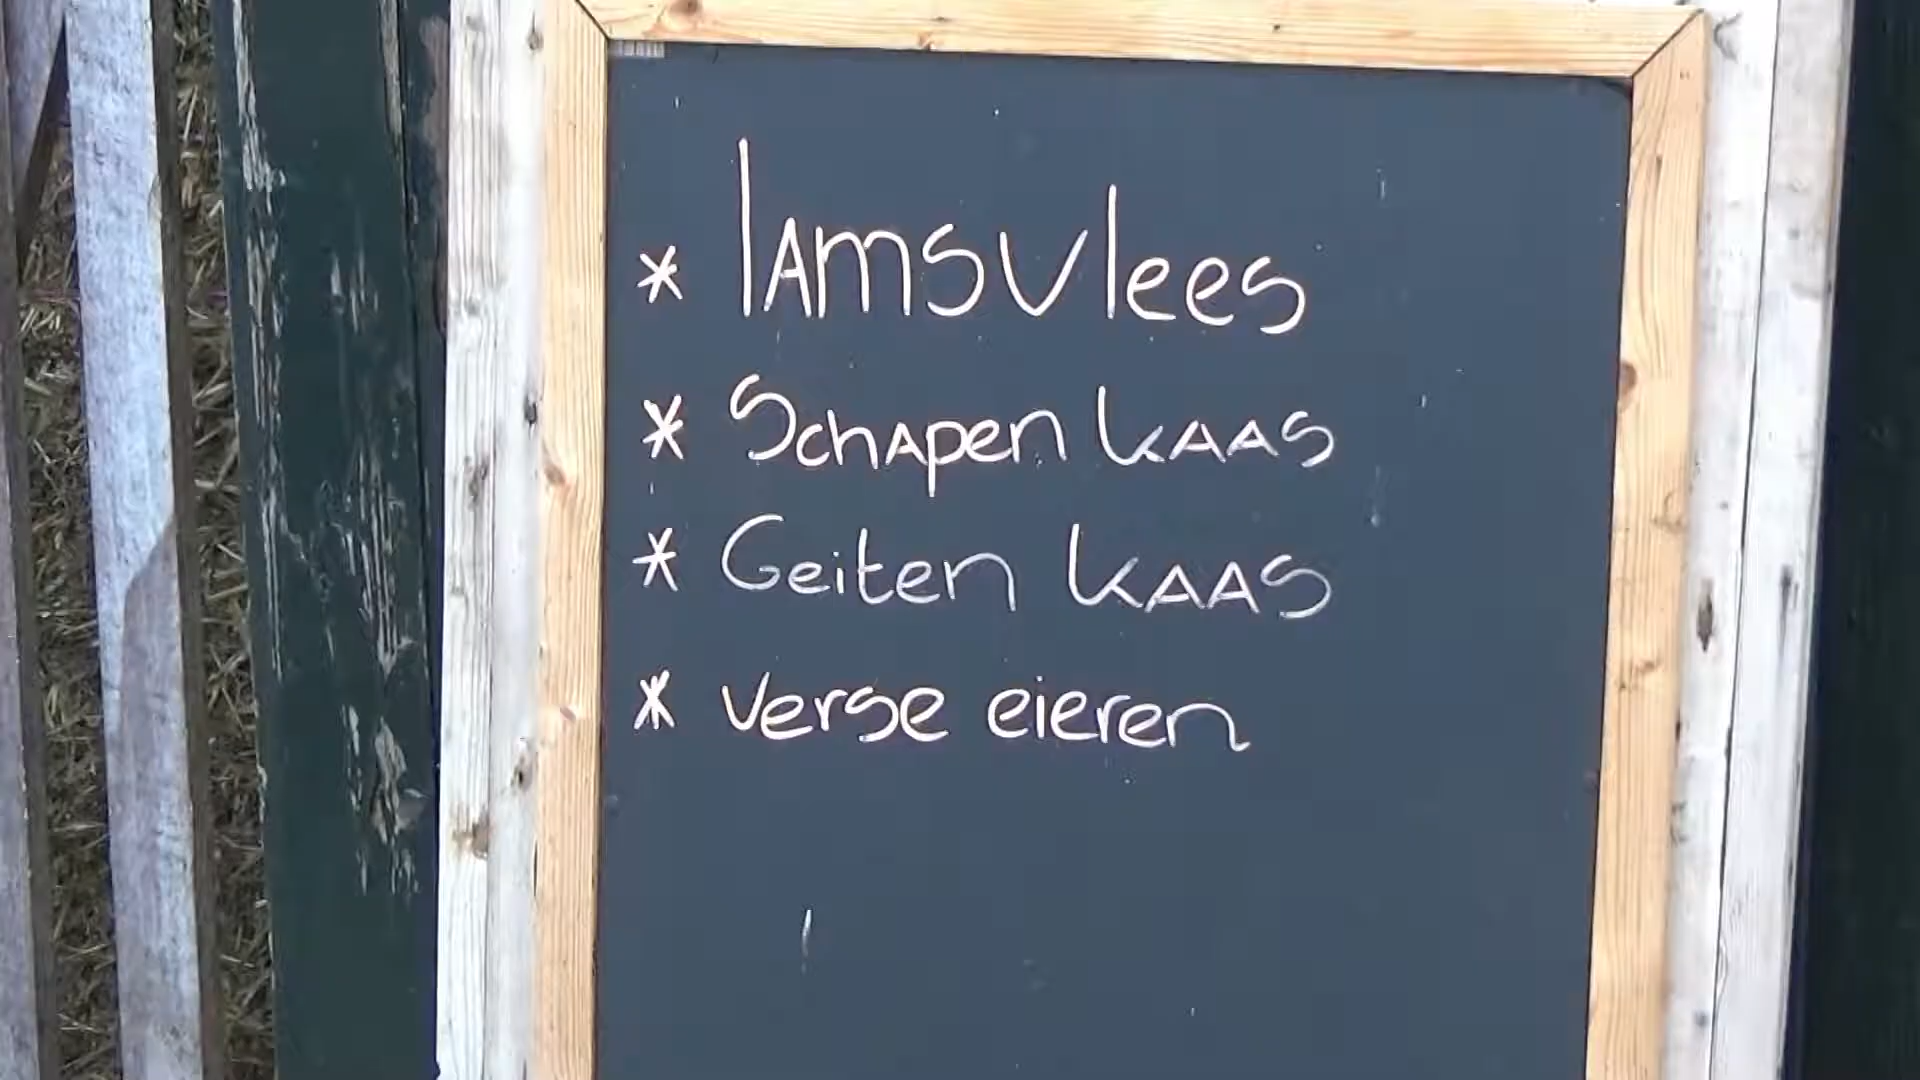 * lamsvlees
* Schapen kaas
* Geiten kaas
* verse eieren